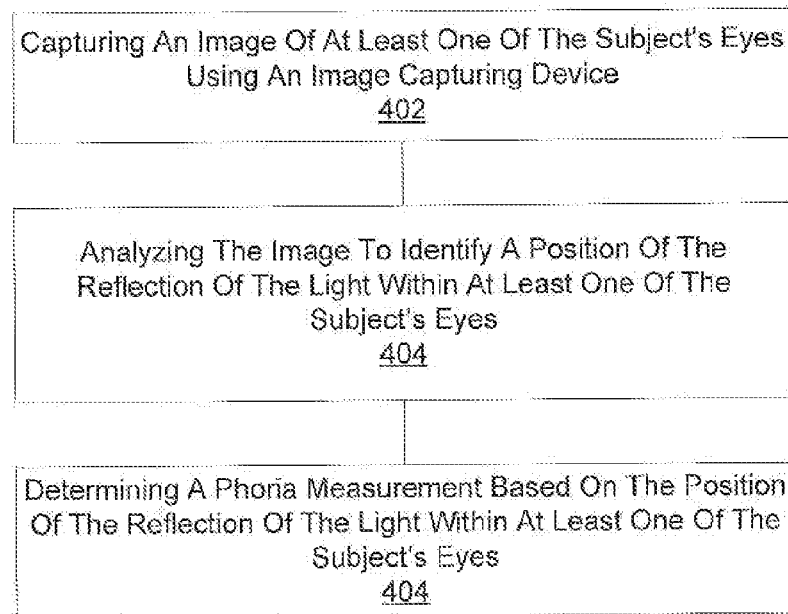 Capturing An Image Of At Least One Of The Subject's Eyes
Using An Image Capturing Device
402
Analyzing The Image To Identify A Position Of The
Reflection Of The Light Within At Least One Of The
Subject's Eyes
404
Determining A Phoria Measurement Based On The Position
Of The Reflection Of The Light Within At Least One Of The
Subject's Eyes
404